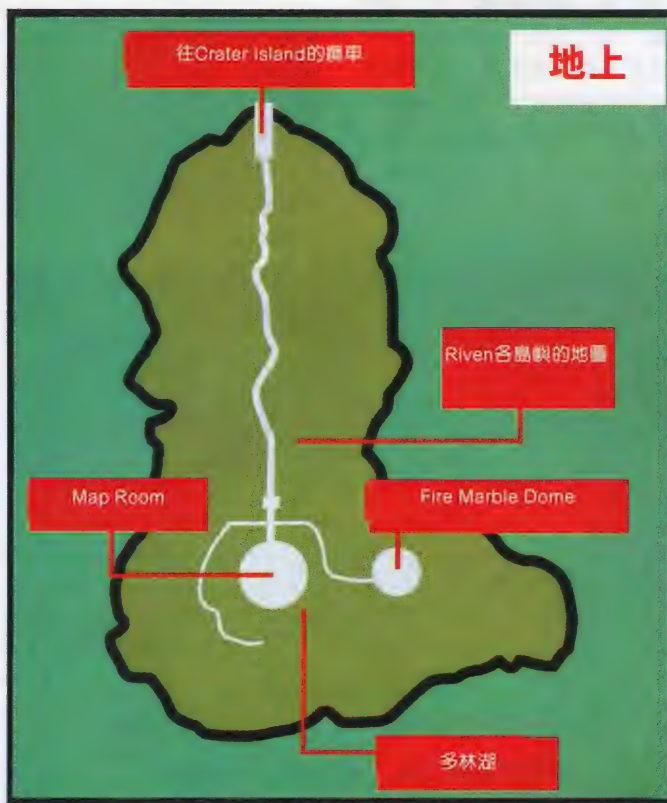 往Crater Island的纜車
地上
Riven各島嶼的地圖
Map Room
Fire Marble Dome
多林湖